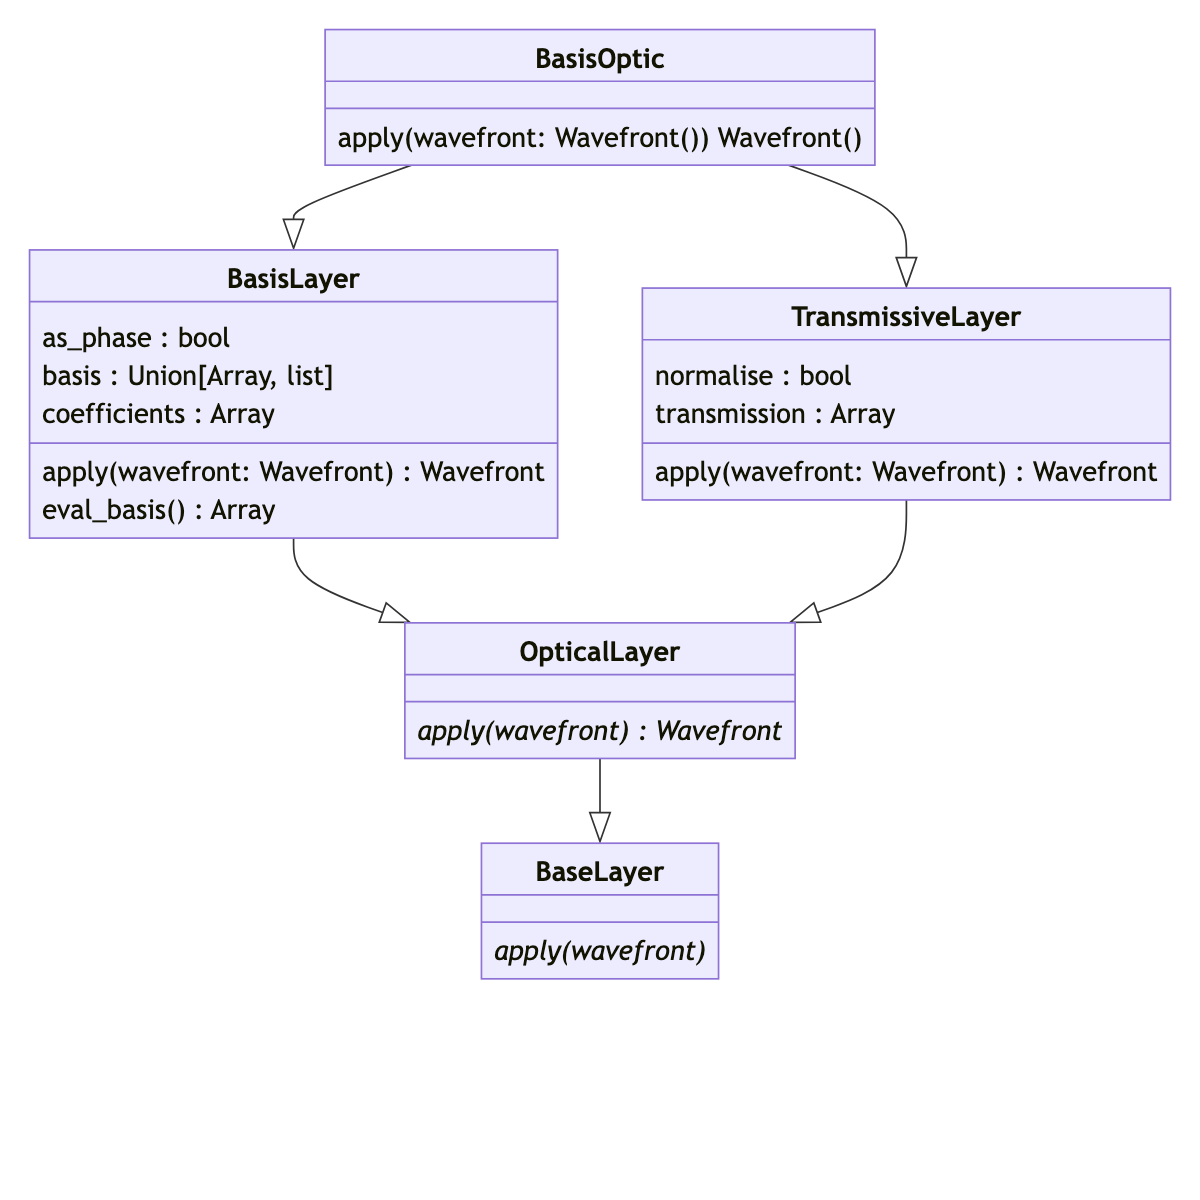 BasisOptic
apply(wavefront: Wavefront()) Wavefront()
BasisLayer
as_phase : bool
basis : Union[Array, list]
coefficients : Array
apply(wavefront: Wavefront) : Wavefront
eval_basis() : Array
TransmissiveLayer
normalise : bool
transmission : Array
apply(wavefront: Wavefront) : Wavefront
OpticalLayer
apply(wavefront) : Wavefront
BaseLayer
apply(wavefront)